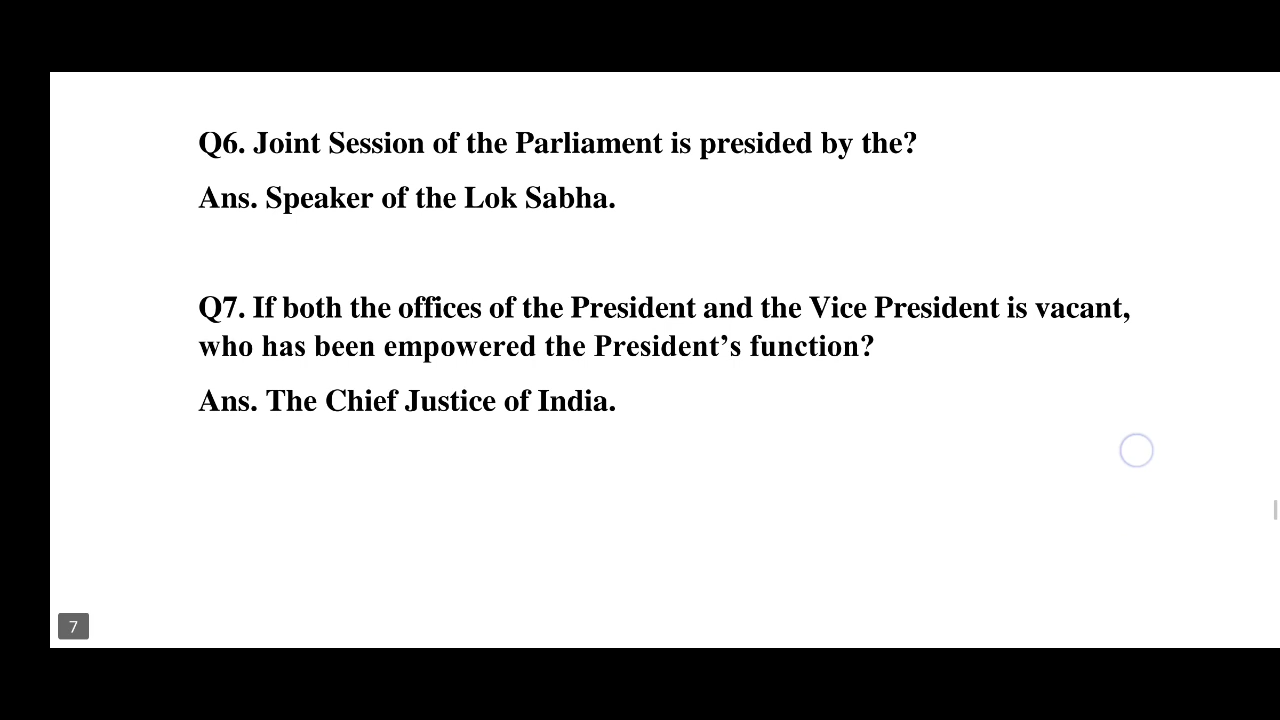 Q6. Joint Session of the Parliament is presided by the?
Ans. Speaker of the Lok Sabha.
Q7. If both the offices of the President and the Vice President is vacant,
who has been empowered the President’s function?
Ans. The Chief Justice of India.
7